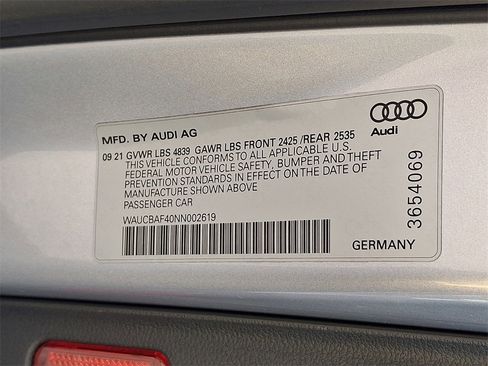 MFD. BY AUDI AG
09 21 GVWR LBS 4839 GAWR LBS FRONT 2425 /REAR 2535
THIS VEHICLE CONFORMS TO ALL APPLICABLE U.S.
FEDERAL MOTOR VEHICLE SAFETY, BUMPER AND THEFT
PREVENTION STANDARDS IN EFFECT ON THE DATE OF
MANUFACTURE SHOWN ABOVE
PASSENGER CAR
WAUCBAF40NN002619
Audi
3654069
GERMANY